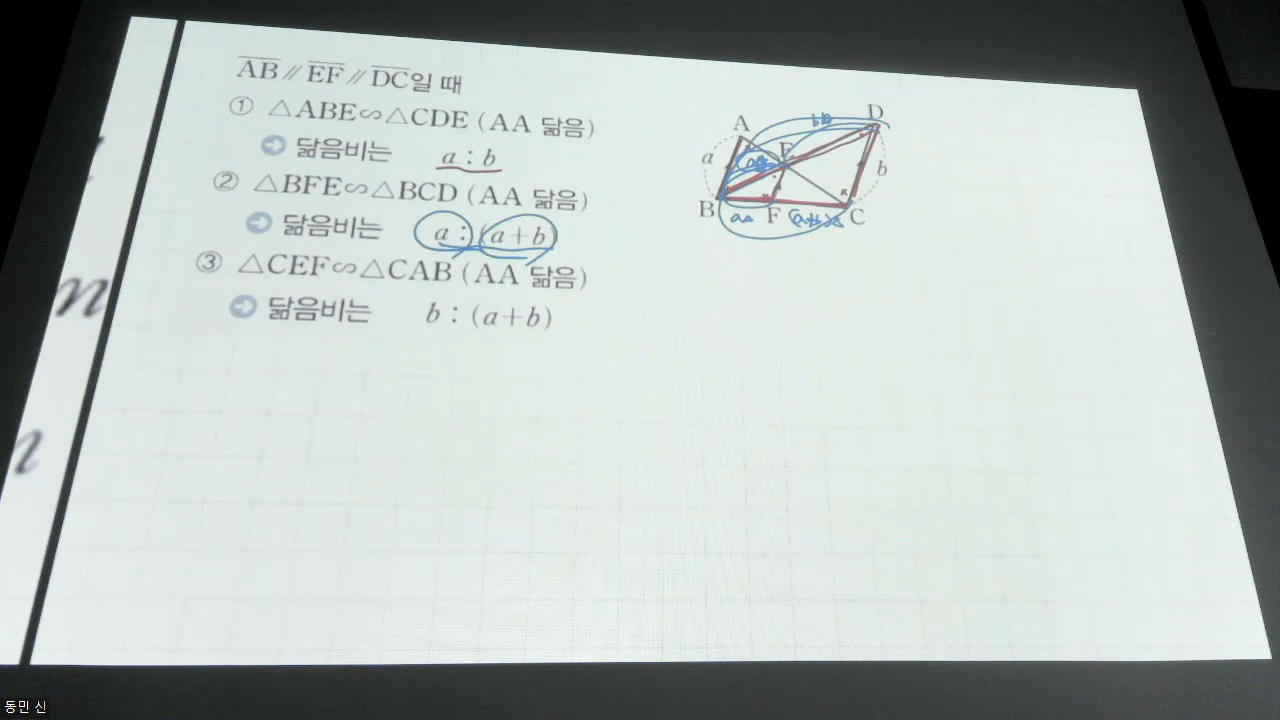 AB // EF // DC일 때
① △ABE∽△CDE (AA 닮음)
닮음비는 a : b
② △BFE∽△BCD (AA 닮음)
닮음비는 a : (a+b)
③ △CEF∽△CAB (AA 닮음)
닮음비는 b : (a+b)
A
D
a
E
b
B
F
C
n
동민 신